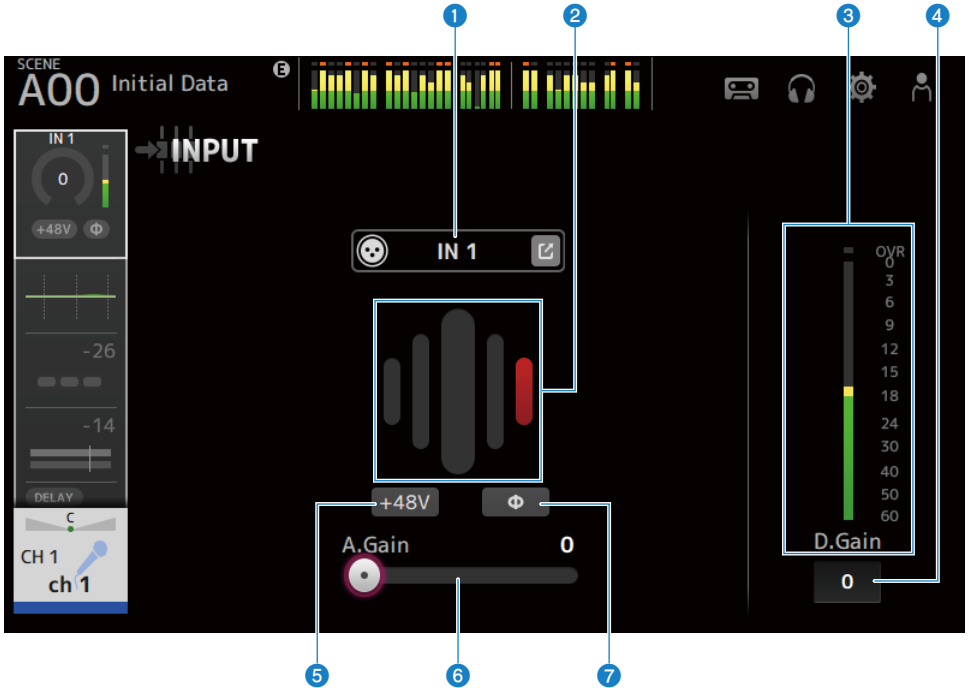 1 2 3 4
SCENE
A00 Initial Data E
IN 1
0
+48V Φ
-26
-14
DELAY
C
CH 1
ch 1
INPUT
IN 1
+48V Φ
A.Gain 0
OVR
0
3
6
9
12
15
18
24
30
40
50
60
D.Gain
0
5 6 7